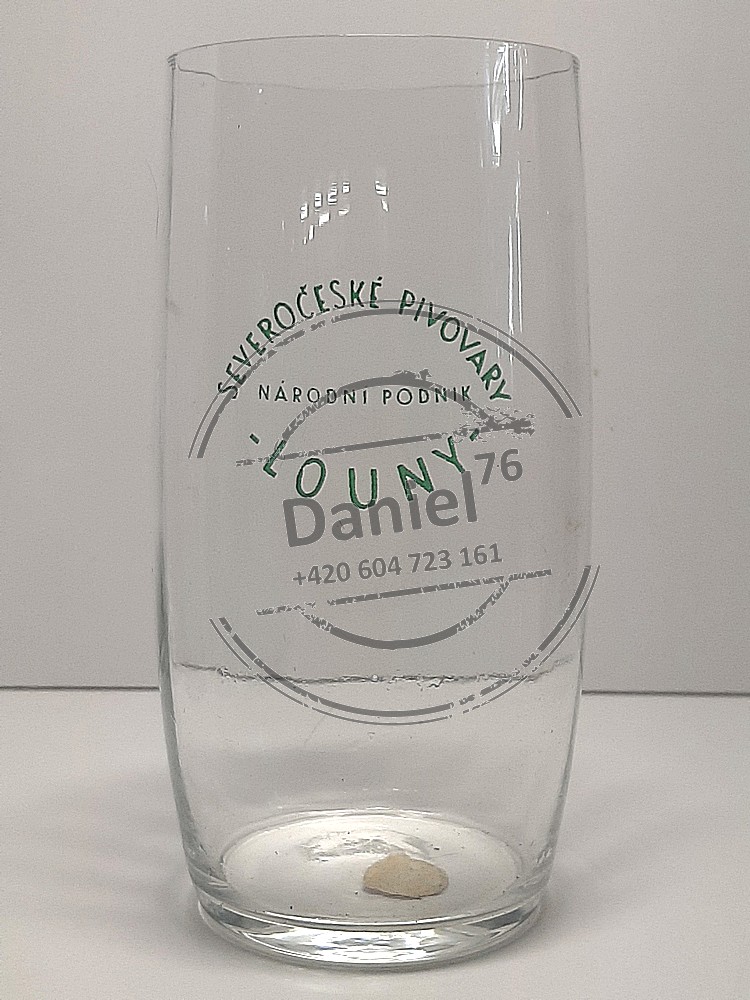 SEVEROČESKÉ PIVOVARY
NÁRODNÍ PODNIK
LOUNY
Daniel76
+420 604 723 161